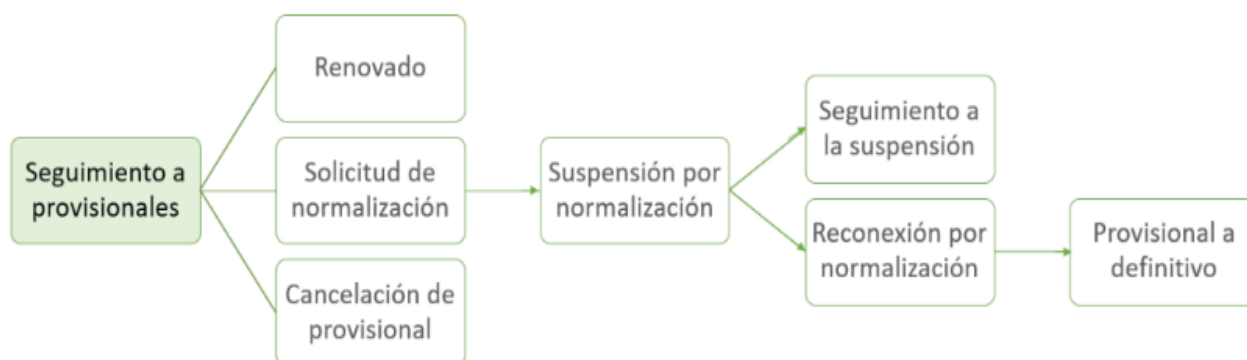 Seguimiento a
provisionales
Renovado
Solicitud de
normalización
Cancelación de
provisional
Suspensión por
normalización
Seguimiento a
la suspensión
Reconexión por
normalización
Provisional a
definitivo